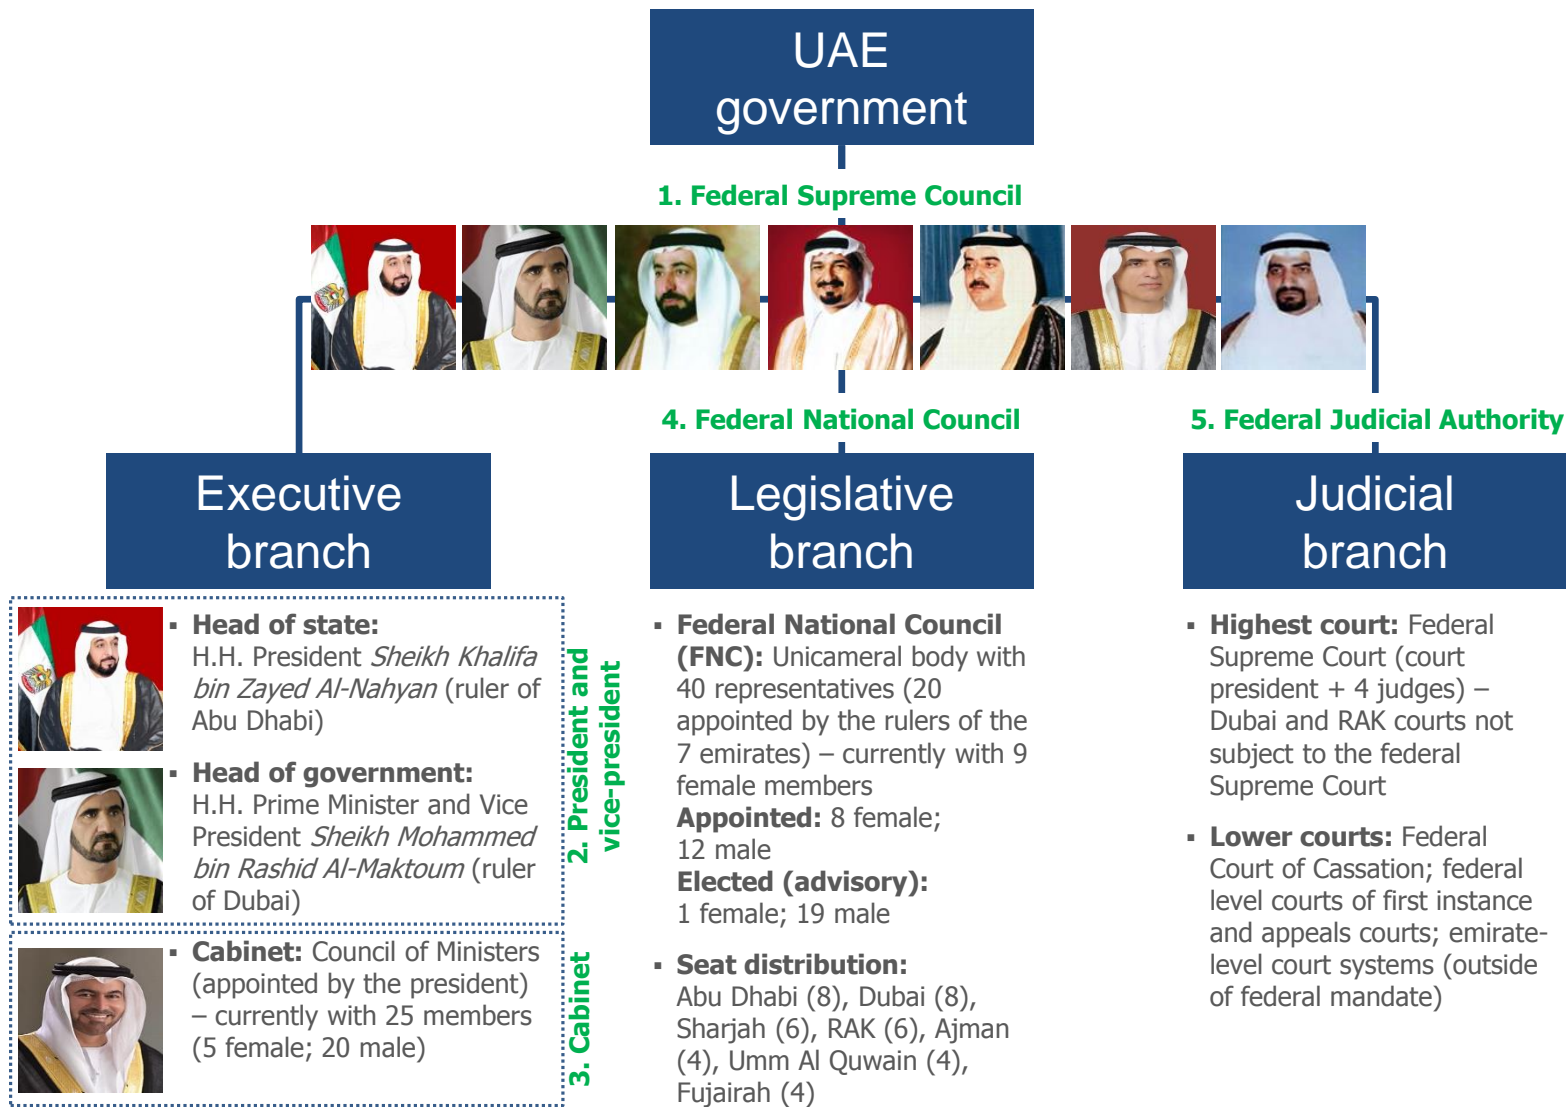 UAE
government
1. Federal Supreme Council
4. Federal National Council
5. Federal Judicial Authority
Executive
branch
▪ Head of state:
H.H. President Sheikh Khalifa
bin Zayed Al-Nahyan (ruler of
Abu Dhabi)
▪ Head of government:
H.H. Prime Minister and Vice
President Sheikh Mohammed
bin Rashid Al-Maktoum (ruler
of Dubai)
2. President and
vice-president
▪ Cabinet: Council of Ministers
(appointed by the president)
– currently with 25 members
(5 female; 20 male)
3. Cabinet
Legislative
branch
▪ Federal National Council
(FNC): Unicameral body with
40 representatives (20
appointed by the rulers of the
7 emirates) – currently with 9
female members
Appointed: 8 female;
12 male
Elected (advisory):
1 female; 19 male
▪ Seat distribution:
Abu Dhabi (8), Dubai (8),
Sharjah (6), RAK (6), Ajman
(4), Umm Al Quwain (4),
Fujairah (4)
Judicial
branch
▪ Highest court: Federal
Supreme Court (court
president + 4 judges) –
Dubai and RAK courts not
subject to the federal
Supreme Court
▪ Lower courts: Federal
Court of Cassation; federal
level courts of first instance
and appeals courts; emirate-
level court systems (outside
of federal mandate)